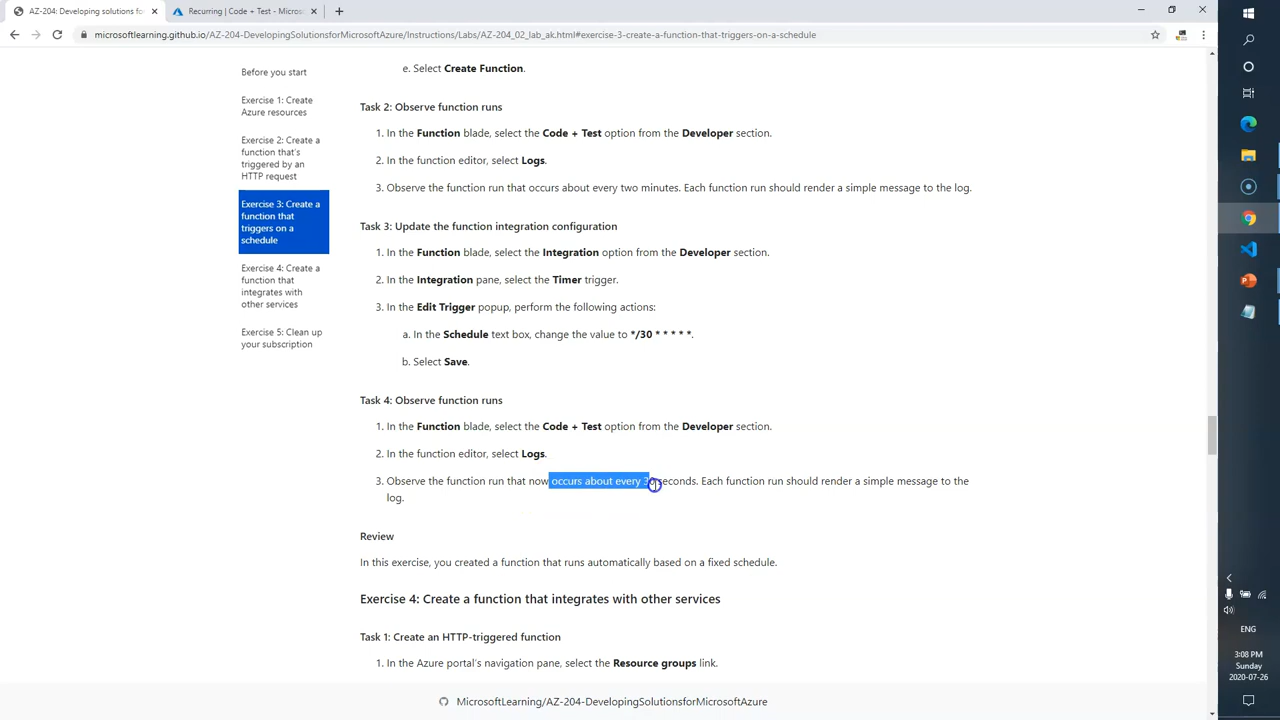 AZ-204: Developing solutions fo
Recurring | Code + Test - Micros
microsoftlearning.github.io/AZ-204-DevelopingSolutionsforMicrosoftAzure/Instructions/Labs/AZ-204_02_lab_ak.html#exercise-3-create-a-function-that-triggers-on-a-schedule
Before you start
Exercise 1: Create
Azure resources
Exercise 2: Create a
function that's
triggered by an
HTTP request
Exercise 3: Create a
function that
triggers on a
schedule
Exercise 4: Create a
function that
integrates with
other services
Exercise 5: Clean up
your subscription
e. Select Create Function.
Task 2: Observe function runs
1. In the Function blade, select the Code + Test option from the Developer section.
2. In the function editor, select Logs.
3. Observe the function run that occurs about every two minutes. Each function run should render a simple message to the log.
Task 3: Update the function integration configuration
1. In the Function blade, select the Integration option from the Developer section.
2. In the Integration pane, select the Timer trigger.
3. In the Edit Trigger popup, perform the following actions:
a. In the Schedule text box, change the value to */30 * * * * *.
b. Select Save.
Task 4: Observe function runs
1. In the Function blade, select the Code + Test option from the Developer section.
2. In the function editor, select Logs.
3. Observe the function run that now occurs about every 30 seconds. Each function run should render a simple message to the
log.
Review
In this exercise, you created a function that runs automatically based on a fixed schedule.
Exercise 4: Create a function that integrates with other services
Task 1: Create an HTTP-triggered function
1. In the Azure portal's navigation pane, select the Resource groups link.
MicrosoftLearning/AZ-204-DevelopingSolutionsforMicrosoftAzure
ENG
3:08 PM
Sunday
2020-07-26